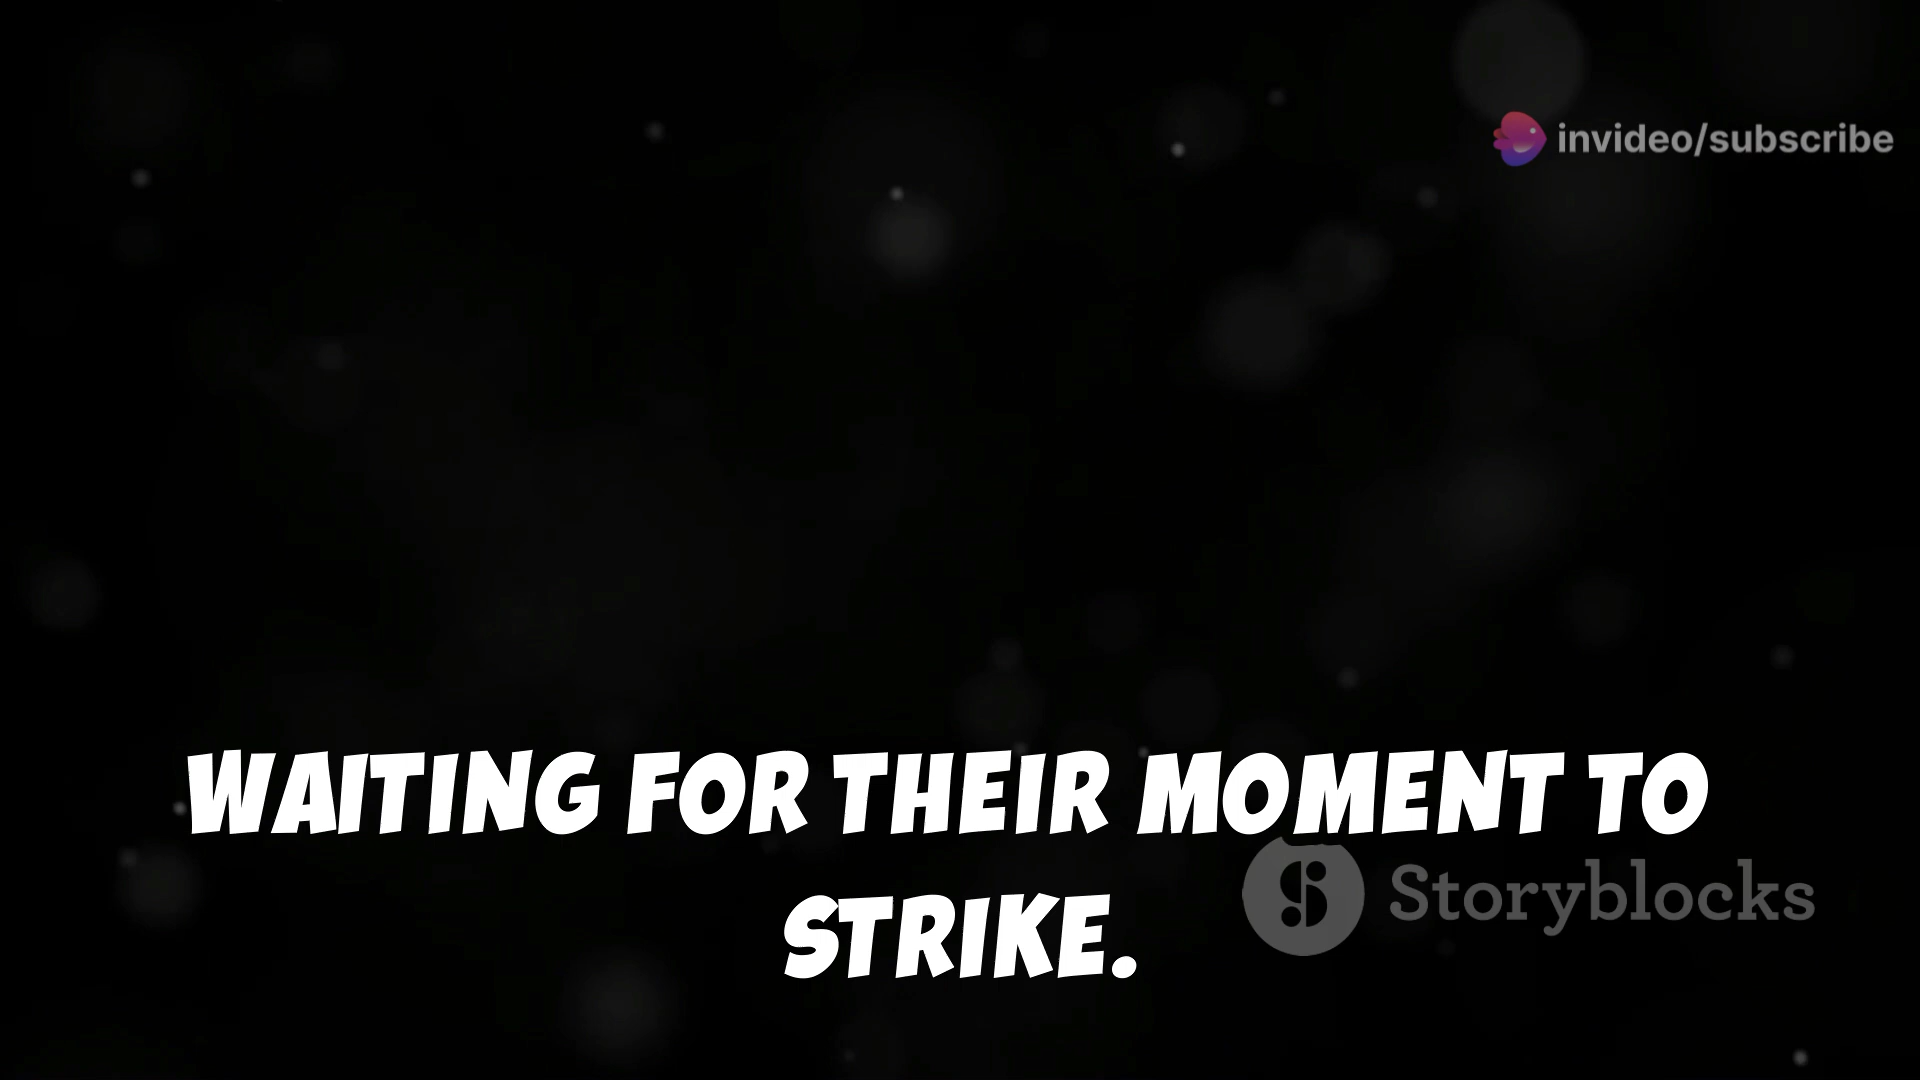 invideo/subscribe
WAITING FOR THEIR MOMENT TO
STRIKE.
Storyblocks